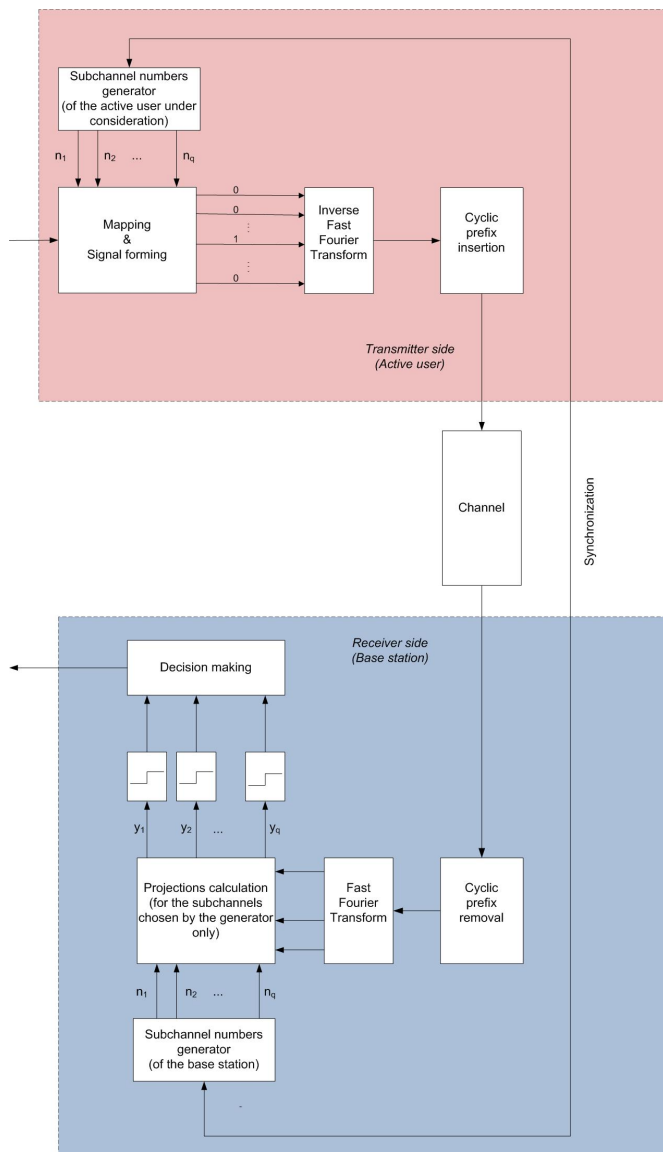 Subchannel numbers
generator
(of the active user under
consideration)
n₁ n₂ ... n_q
Mapping
&
Signal forming
0
0
...
1
...
0
Inverse
Fast
Fourier
Transform
Cyclic
prefix
insertion
Transmitter side
(Active user)
Channel
Synchronization
Receiver side
(Base station)
Decision making
y₁ y₂ ... y_q
Projections calculation
(for the subchannels
chosen by the generator
only)
Fast
Fourier
Transform
Cyclic
prefix
removal
n₁ n₂ ... n_q
Subchannel numbers
generator
(of the base station)
-